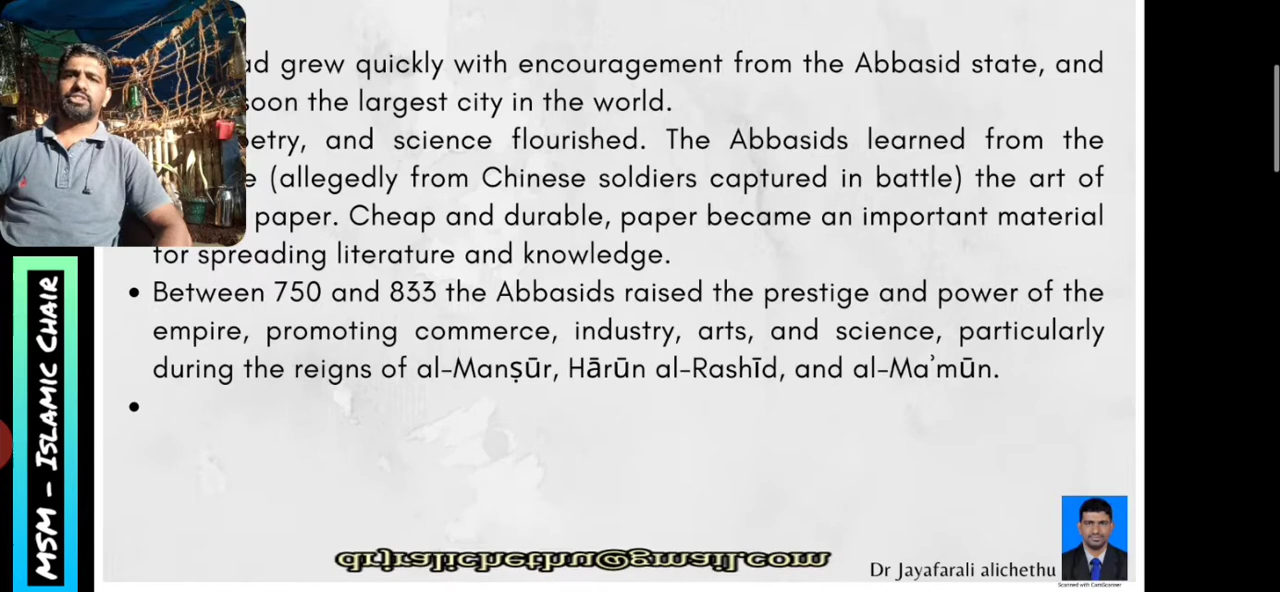 ad grew quickly with encouragement from the Abbasid state, and
soon the largest city in the world.
etry, and science flourished. The Abbasids learned from the
e (allegedly from Chinese soldiers captured in battle) the art of
paper. Cheap and durable, paper became an important material
for spreading literature and knowledge.
• Between 750 and 833 the Abbasids raised the prestige and power of the
empire, promoting commerce, industry, arts, and science, particularly
during the reigns of al-Manṣūr, Hārūn al-Rashīd, and al-Maʾmūn.
•
MSM - ISLAMIC CHAIR
Dr Jayafarali alichethu
Scanned with CamScanner